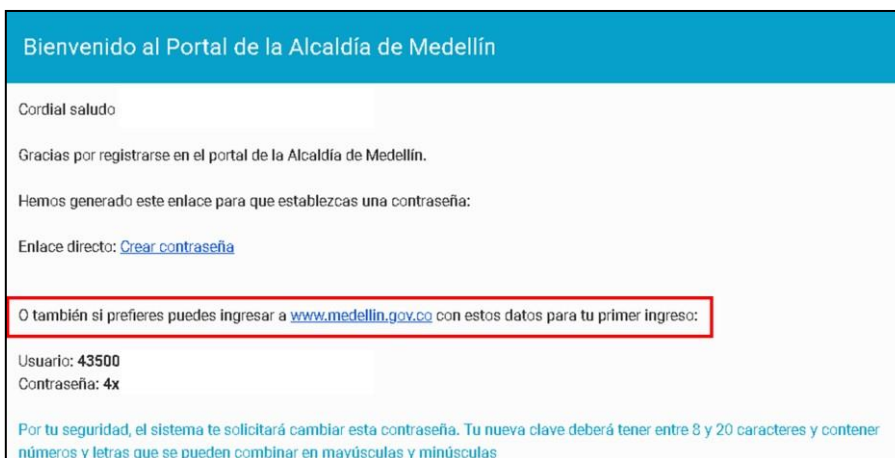 Bienvenido al Portal de la Alcaldía de Medellín
Cordial saludo
Gracias por registrarse en el portal de la Alcaldía de Medellín.
Hemos generado este enlace para que establezcas una contraseña:
Enlace directo: Crear contraseña
O también si prefieres puedes ingresar a www.medellin.gov.co con estos datos para tu primer ingreso:
Usuario: 43500
Contraseña: 4x
Por tu seguridad, el sistema te solicitará cambiar esta contraseña. Tu nueva clave deberá tener entre 8 y 20 caracteres y contener
números y letras que se pueden combinar en mayúsculas y minúsculas